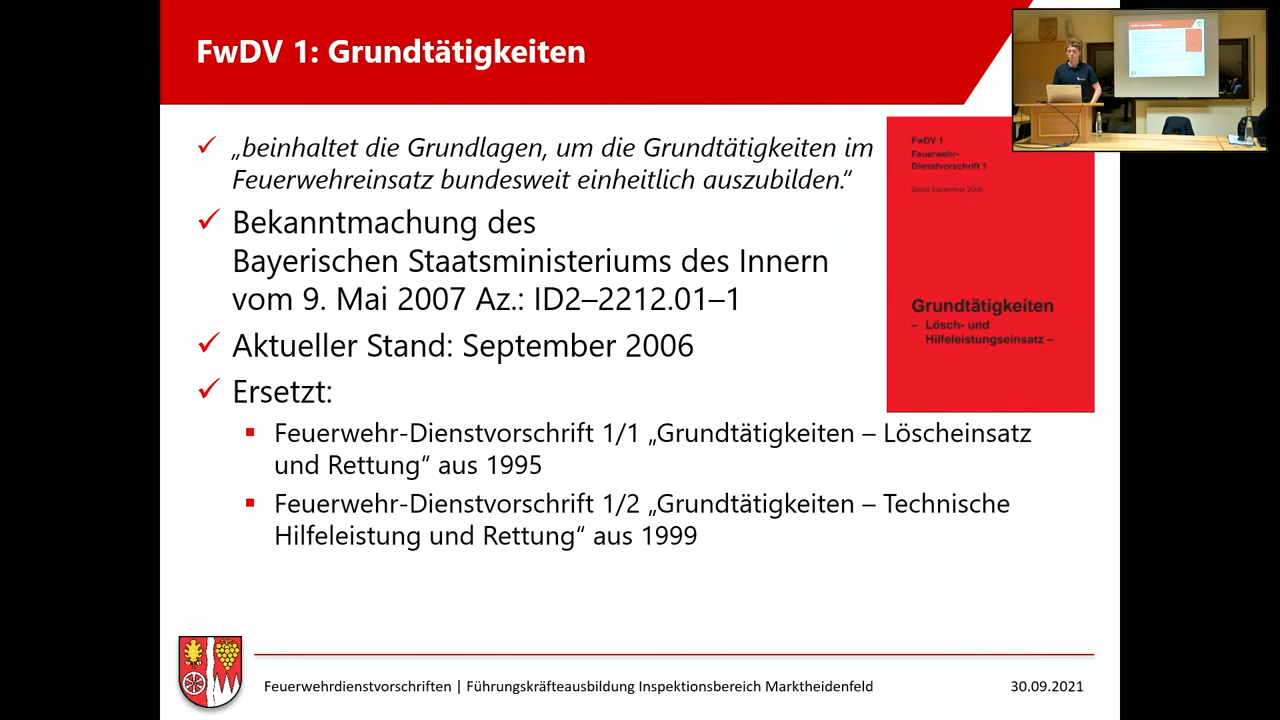 FwDV 1: Grundtätigkeiten
„beinhaltet die Grundlagen, um die Grundtätigkeiten im
Feuerwehreinsatz bundesweit einheitlich auszubilden.“
Bekanntmachung des
Bayerischen Staatsministeriums des Innern
vom 9. Mai 2007 Az.: ID2–2212.01–1
Aktueller Stand: September 2006
Ersetzt:
Feuerwehr-Dienstvorschrift 1/1 „Grundtätigkeiten – Löscheinsatz
und Rettung“ aus 1995
Feuerwehr-Dienstvorschrift 1/2 „Grundtätigkeiten – Technische
Hilfeleistung und Rettung“ aus 1999
FwDV 1
Feuerwehr-
Dienstvorschrift 1
Stand September 2006
Grundtätigkeiten
– Lösch- und
Hilfeleistungseinsatz –
Feuerwehrdienstvorschriften | Führungskräfteausbildung Inspektionsbereich Marktheidenfeld
30.09.2021